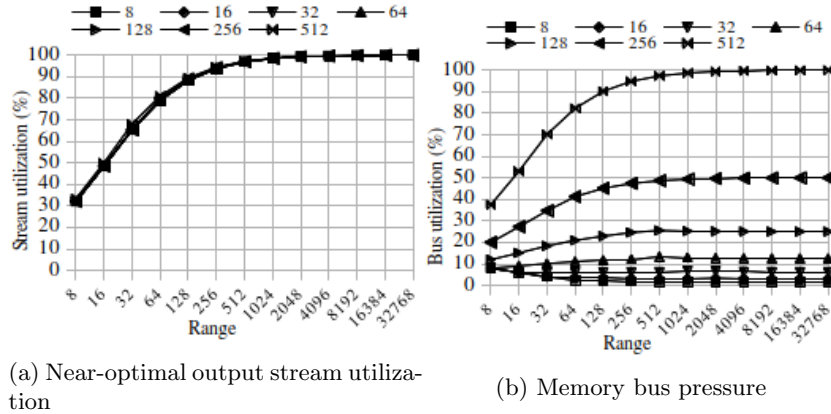 8 16 32 64
128 256 512
100
90
80
70
60
50
40
30
20
10
0
Stream utilization (%)
8 16 32 64 128 256 512 1024 2048 4096 8192 16384 32768
Range
(a) Near-optimal output stream utiliza-
tion
8 16 32 64
128 256 512
100
90
80
70
60
50
40
30
20
10
0
Bus utilization (%)
8 16 32 64 128 256 512 1024 2048 4096 8192 16384 32768
Range
(b) Memory bus pressure